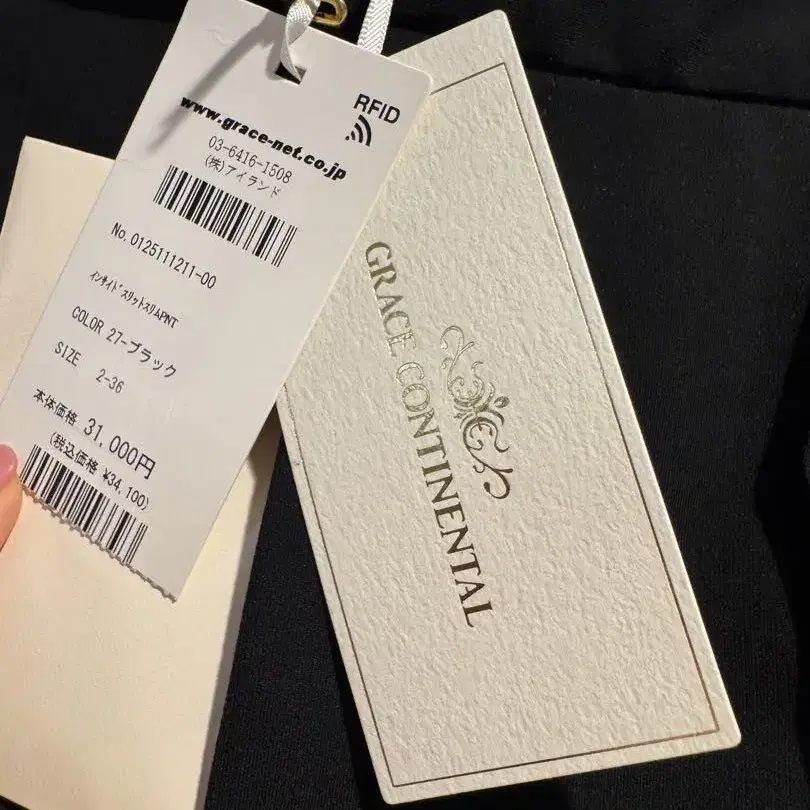 RFID
www.grace-net.co.jp
03-6416-1508
(株)アイランド
No. 0125111211-00
インサイドスリットスリムPNT
COLOR 27-ブラック
SIZE 2-36
本体価格 31,000円
(税込価格 ¥34,100)
GRACE CONTINENTAL